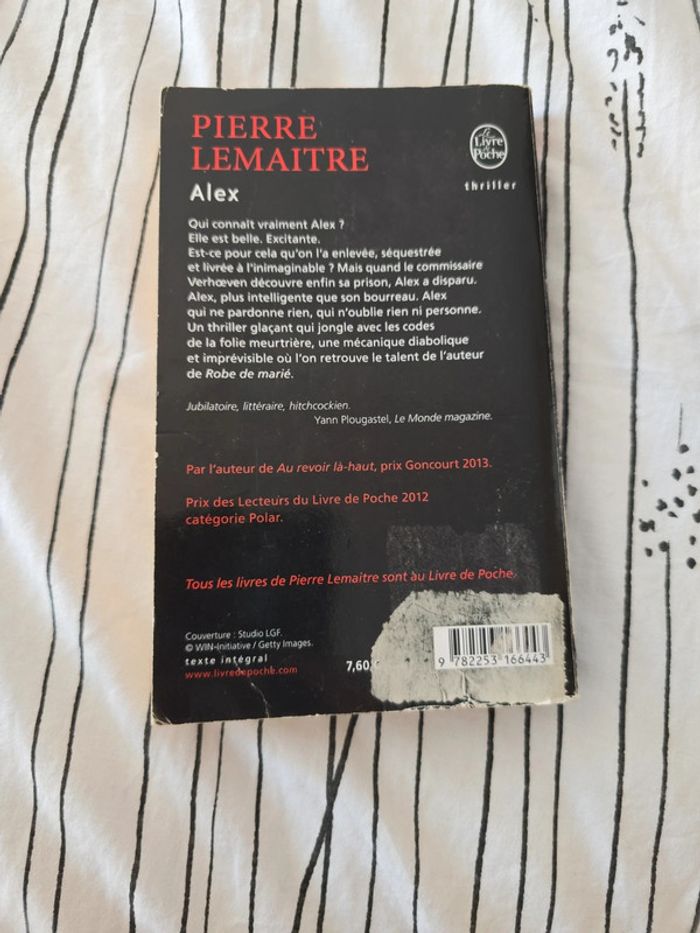 PIERRE
LEMAITRE
Alex
Le
Livre
de
Poche
thriller
Qui connaît vraiment Alex ?
Elle est belle. Excitante.
Est-ce pour cela qu'on l'a enlevée, séquestrée
et livrée à l'inimaginable ? Mais quand le commissaire
Verhœven découvre enfin sa prison, Alex a disparu.
Alex, plus intelligente que son bourreau. Alex
qui ne pardonne rien, qui n'oublie rien ni personne.
Un thriller glaçant qui jongle avec les codes
de la folie meurtrière, une mécanique diabolique
et imprévisible où l'on retrouve le talent de l'auteur
de Robe de marié.
Jubilatoire, littéraire, hitchcockien.
Yann Plougastel, Le Monde magazine.
Par l'auteur de Au revoir là-haut, prix Goncourt 2013.
Prix des Lecteurs du Livre de Poche 2012
catégorie Polar.
Tous les livres de Pierre Lemaitre sont au Livre de Poche.
Couverture : Studio LGF.
© WIN-Initiative / Getty Images.
texte intégral
www.livredepoche.com
7,60
9 782253 166443